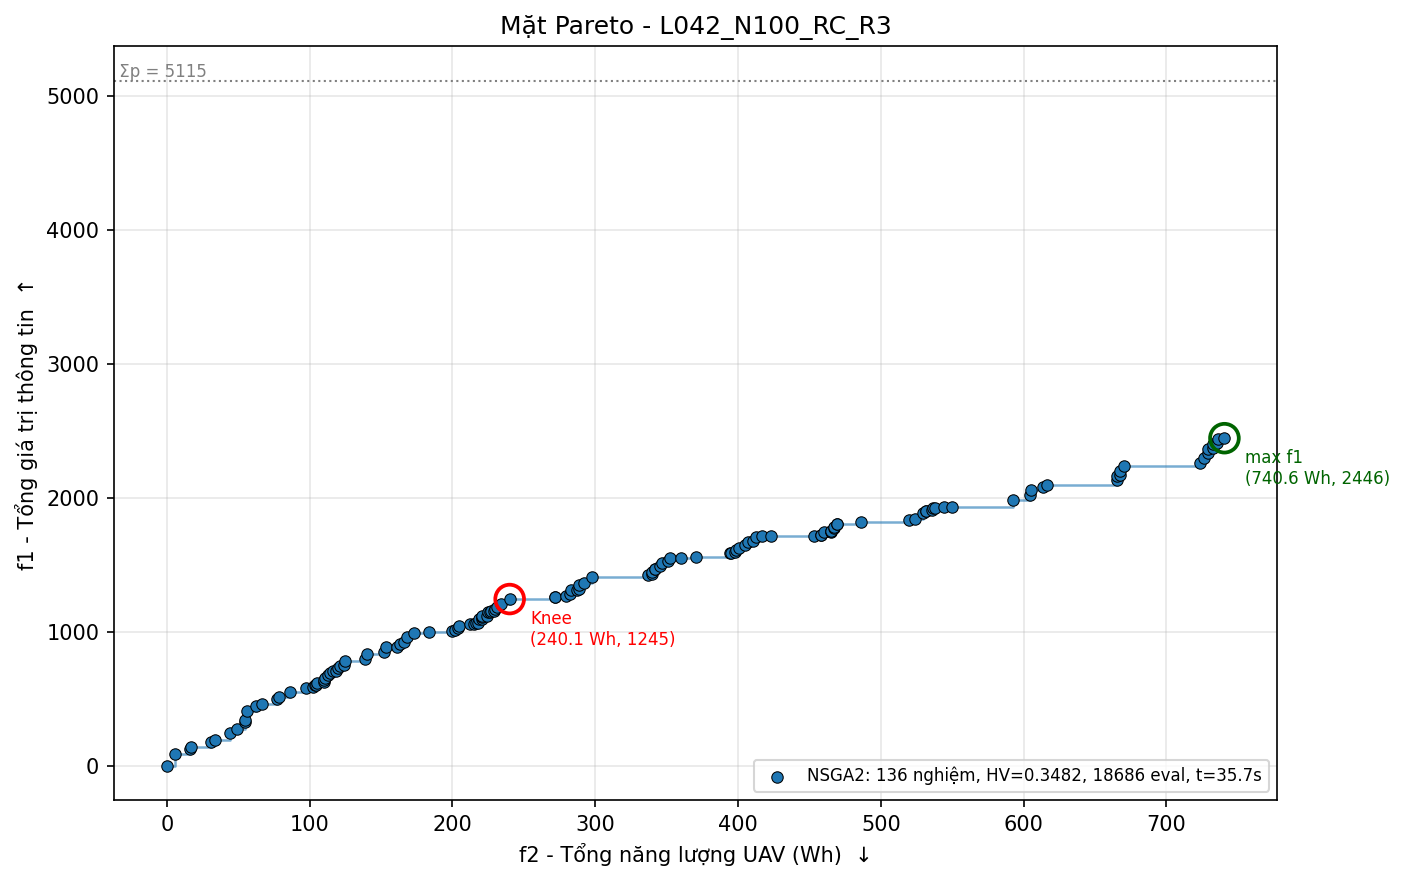 Mặt Pareto - L042_N100_RC_R3
Σp = 5115
5000
4000
3000
2000
1000
0
f1 - Tổng giá trị thông tin ↑
max f1
(740.6 Wh, 2446)
Knee
(240.1 Wh, 1245)
NSGA2: 136 nghiệm, HV=0.3482, 18686 eval, t=35.7s
0 100 200 300 400 500 600 700
f2 - Tổng năng lượng UAV (Wh) ↓